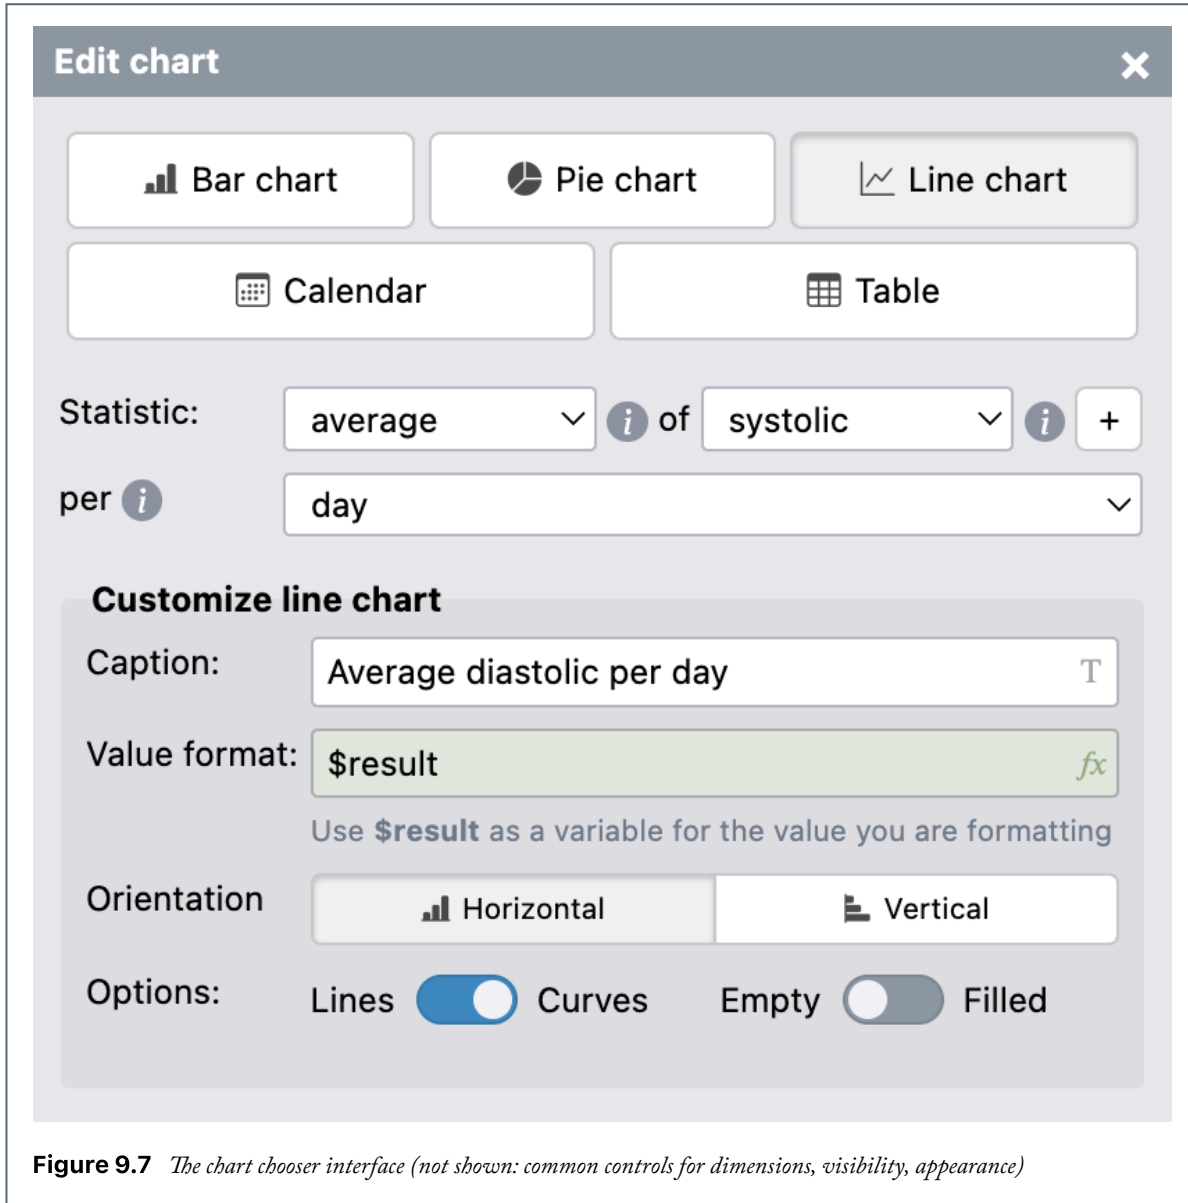 Edit chart
Bar chart
Pie chart
Line chart
Calendar
Table
Statistic: average i of systolic i +
per i day
Customize line chart
Caption: Average diastolic per day T
Value format: $result fx
Use $result as a variable for the value you are formatting
Orientation Horizontal Vertical
Options: Lines Curves Empty Filled
Figure 9.7 The chart chooser interface (not shown: common controls for dimensions, visibility, appearance)